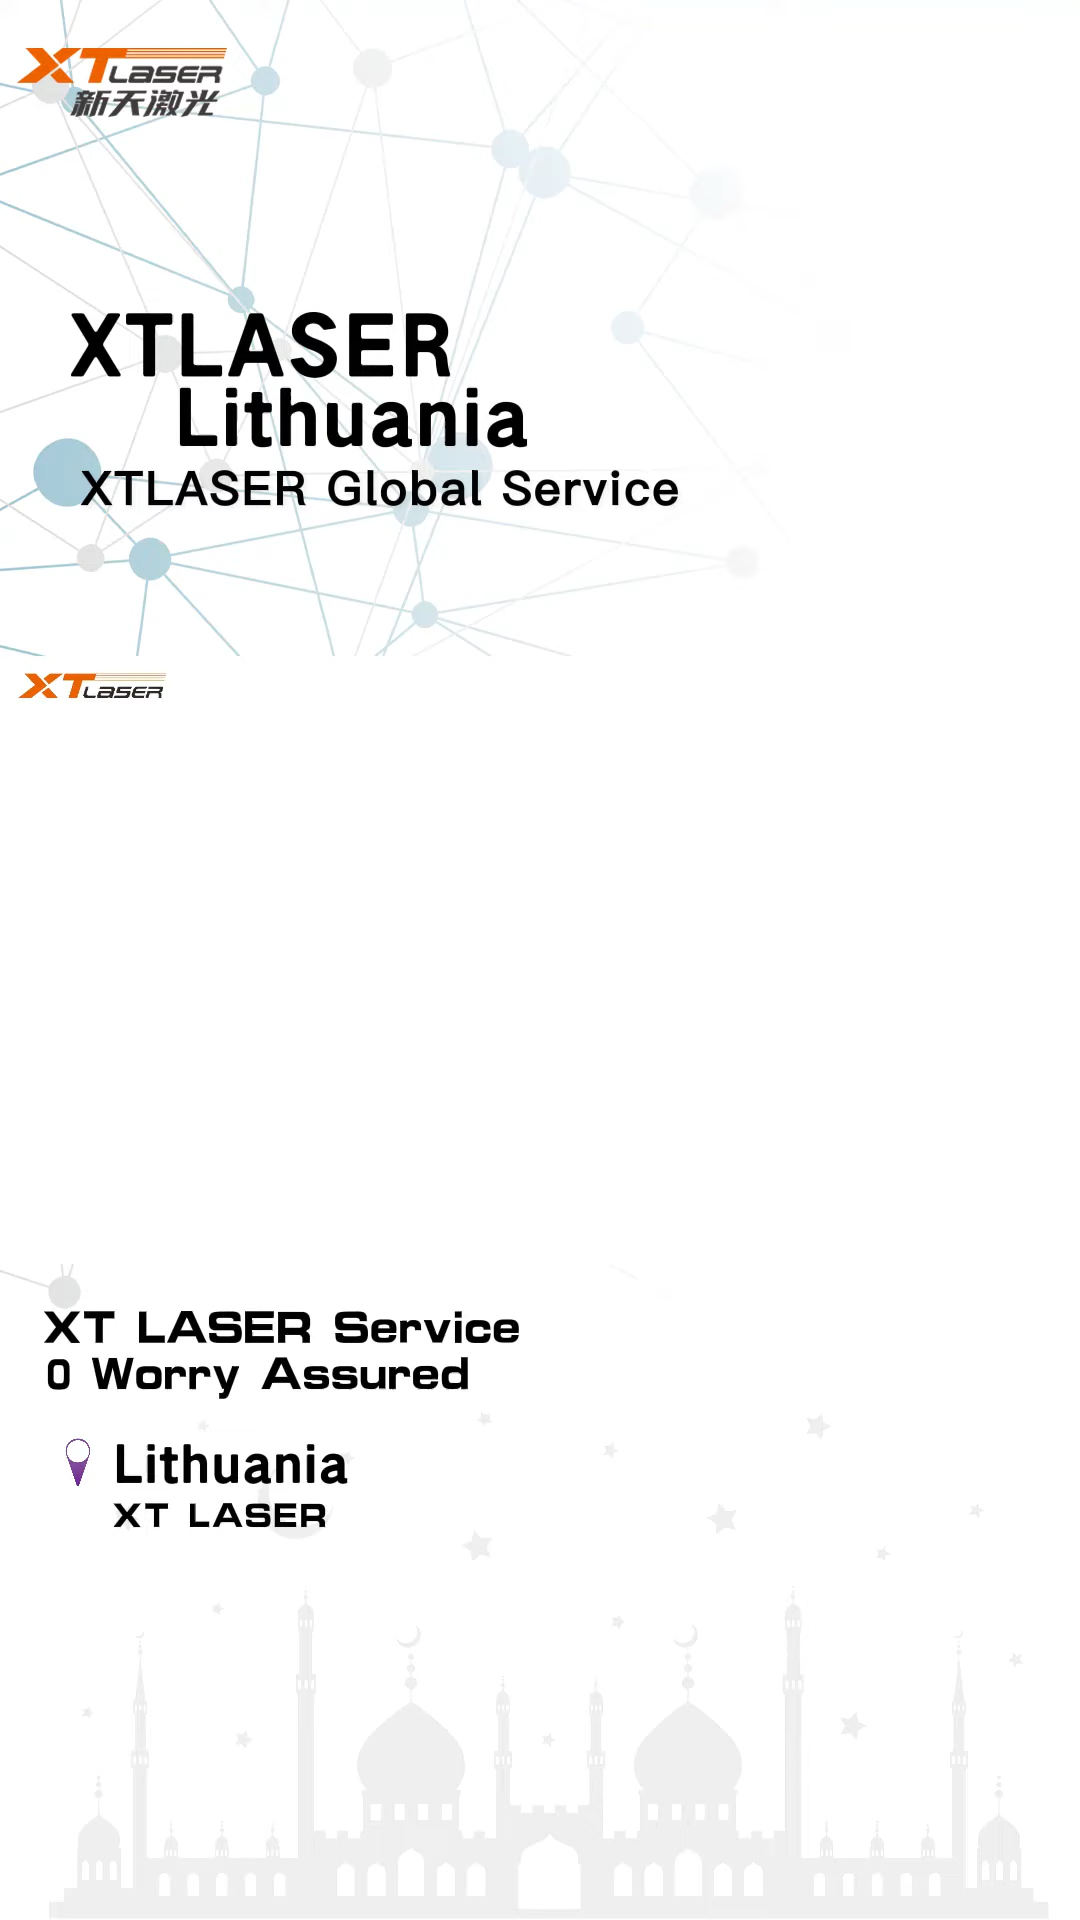 XTLASER
新天激光
XTLASER
Lithuania
XTLASER Global Service
XTLASER
XT LASER Service
0 Worry Assured
Lithuania
XT LASER